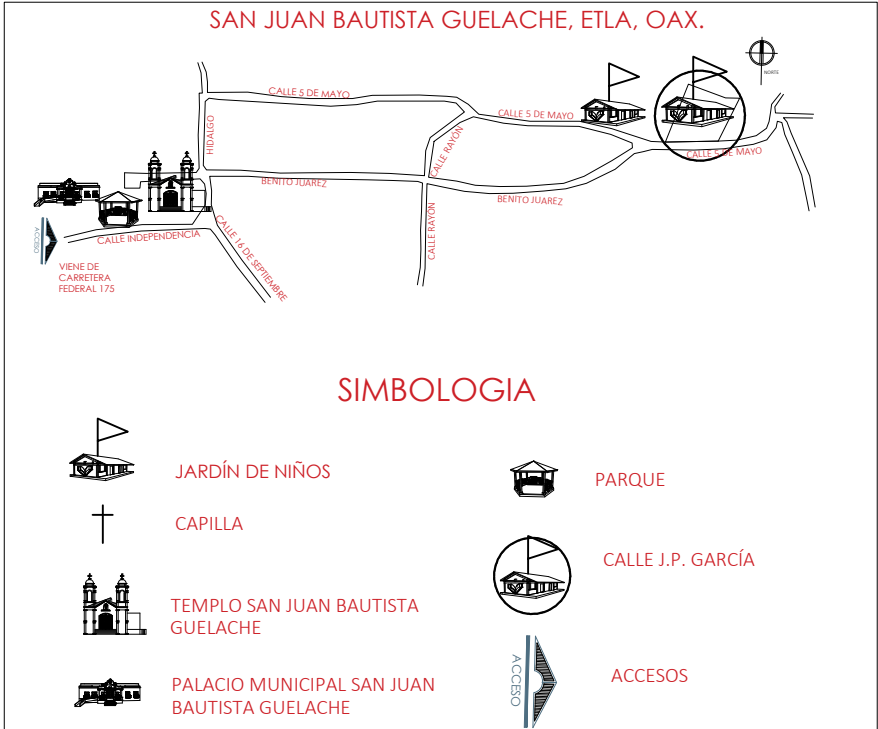 SAN JUAN BAUTISTA GUELACHE, ETLA, OAX.
NORTE
CALLE 5 DE MAYO
CALLE 5 DE MAYO
CALLE 5 DE MAYO
HIDALGO
CALLE RAYÓN
BENITO JUAREZ
BENITO JUAREZ
CALLE RAYÓN
CALLE INDEPENDENCIA
CALLE 16 DE SEPTIEMBRE
ACCESO
VIENE DE
CARRETERA
FEDERAL 175
SIMBOLOGIA
JARDÍN DE NIÑOS
CAPILLA
TEMPLO SAN JUAN BAUTISTA
GUELACHE
PALACIO MUNICIPAL SAN JUAN
BAUTISTA GUELACHE
PARQUE
CALLE J.P. GARCÍA
ACCESO
ACCESOS